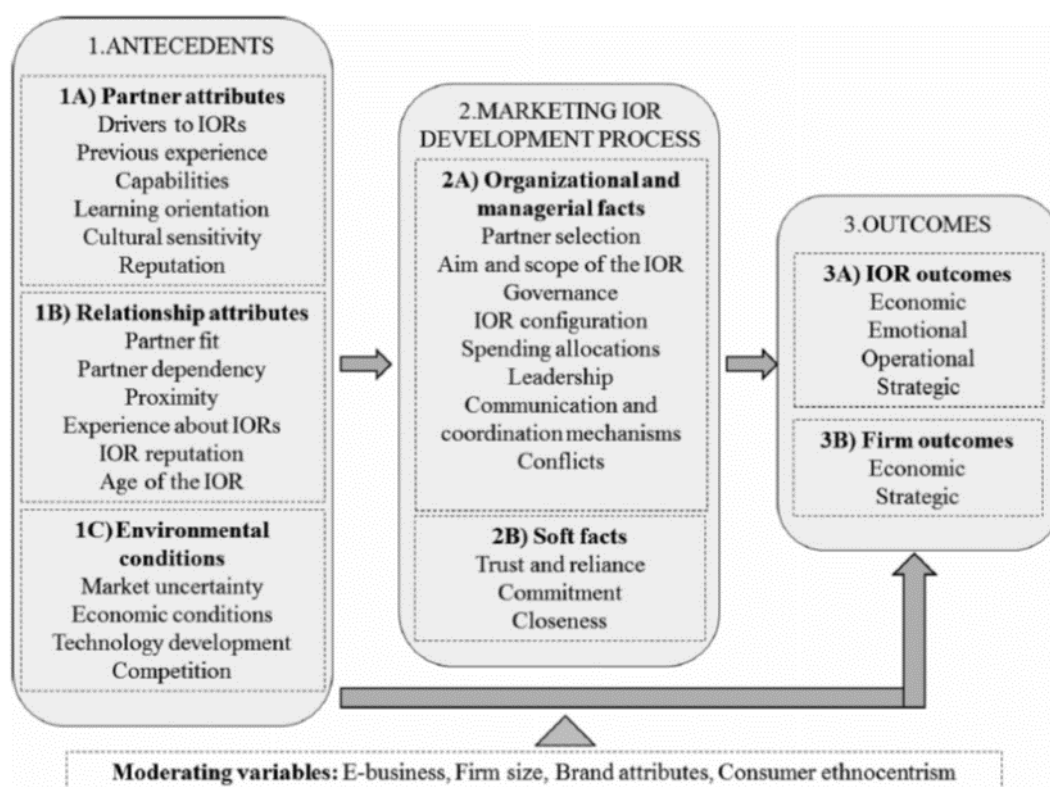 1.ANTECEDENTS
1A) Partner attributes
Drivers to IORs
Previous experience
Capabilities
Learning orientation
Cultural sensitivity
Reputation
1B) Relationship attributes
Partner fit
Partner dependency
Proximity
Experience about IORs
IOR reputation
Age of the IOR
1C) Environmental
conditions
Market uncertainty
Economic conditions
Technology development
Competition
2.MARKETING IOR
DEVELOPMENT PROCESS
2A) Organizational and
managerial facts
Partner selection
Aim and scope of the IOR
Governance
IOR configuration
Spending allocations
Leadership
Communication and
coordination mechanisms
Conflicts
2B) Soft facts
Trust and reliance
Commitment
Closeness
3.OUTCOMES
3A) IOR outcomes
Economic
Emotional
Operational
Strategic
3B) Firm outcomes
Economic
Strategic
Moderating variables: E-business, Firm size, Brand attributes, Consumer ethnocentrism